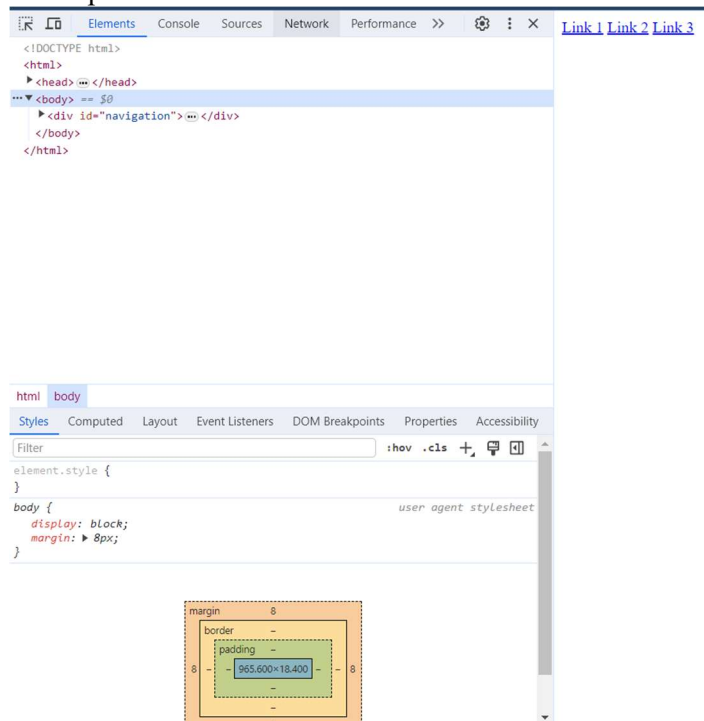 Elements Console Sources Network Performance >>
Link 1 Link 2 Link 3
<!DOCTYPE html>
<html>
<head> ... </head>
... <body> == $0
<div id="navigation"> ... </div>
</body>
</html>
html body
Styles Computed Layout Event Listeners DOM Breakpoints Properties Accessibility
Filter :hov .cls +
element.style {
}
body { user agent stylesheet
display: block;
margin: 8px;
}
margin 8
border –
padding –
8 – – 965.600×18.400 – – 8
–
–